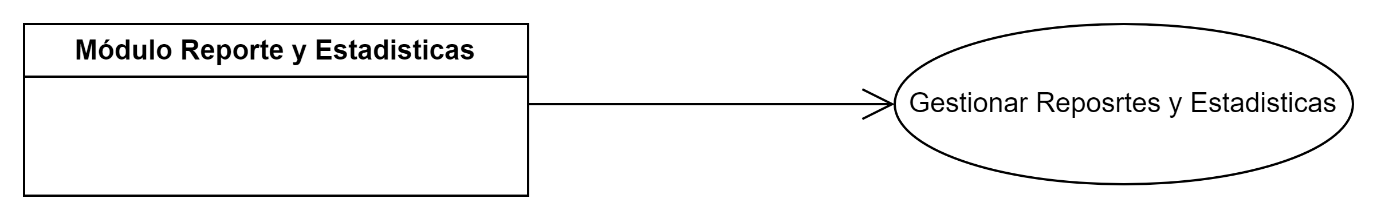 Módulo Reporte y Estadisticas
Gestionar Reposrtes y Estadisticas